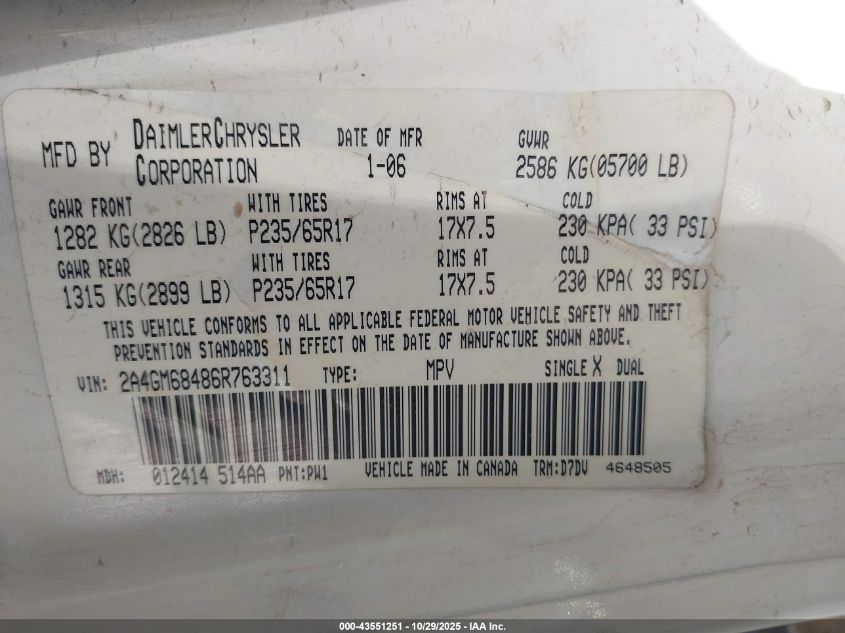 MFD BY DAIMLERCHRYSLER CORPORATION DATE OF MFR 1-06 GVWR 2586 KG(05700 LB)
GAWR FRONT WITH TIRES RIMS AT COLD
1282 KG(2826 LB) P235/65R17 17X7.5 230 KPA( 33 PSI)
GAWR REAR WITH TIRES RIMS AT COLD
1315 KG(2899 LB) P235/65R17 17X7.5 230 KPA( 33 PSI)
THIS VEHICLE CONFORMS TO ALL APPLICABLE FEDERAL MOTOR VEHICLE SAFETY AND THEFT
PREVENTION STANDARDS IN EFFECT ON THE DATE OF MANUFACTURE SHOWN ABOVE.
VIN: 2A4GM68486R763311 TYPE: MPV SINGLE X DUAL
MDH: 012414 514AA PNT:PW1 VEHICLE MADE IN CANADA TRM:D7DV 4648505
000-43551251 - 10/29/2025 - IAA Inc.